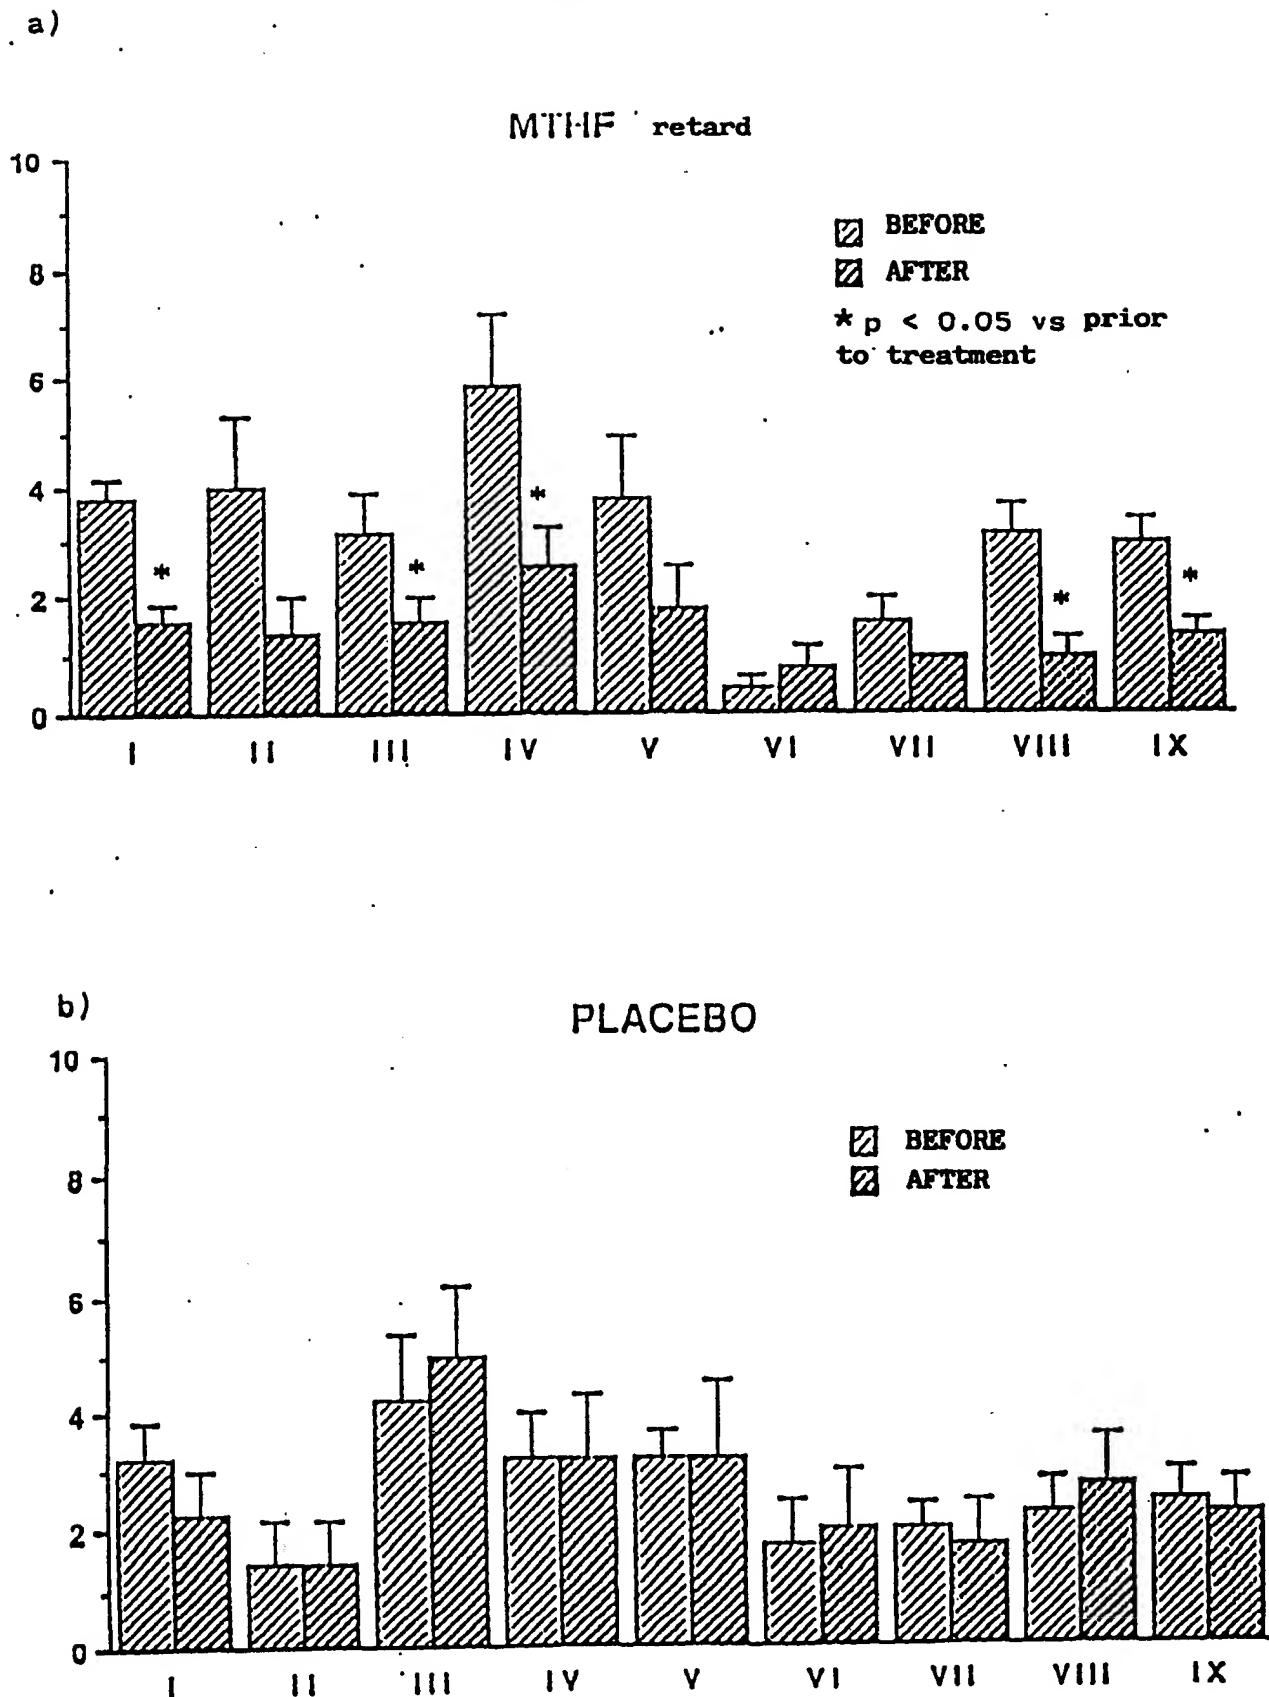 a)
MTHF retard
10
8
6
4
2
0
BEFORE
AFTER
* p < 0.05 vs prior
to treatment
*
*
*
*
*
I II III IV V VI VII VIII IX
b)
PLACEBO
10
8
6
4
2
0
BEFORE
AFTER
I II III IV V VI VII VIII IX